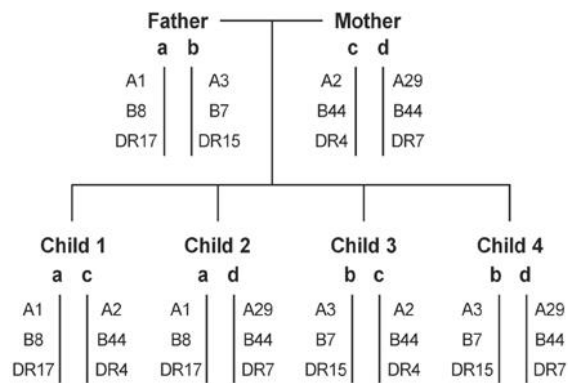 Father Mother
a b c d
A1 A3 A2 A29
B8 B7 B44 B44
DR17 DR15 DR4 DR7
Child 1 Child 2 Child 3 Child 4
a c a d b c b d
A1 A2 A1 A29 A3 A2 A3 A29
B8 B44 B8 B44 B7 B44 B7 B44
DR17 DR4 DR17 DR7 DR15 DR4 DR15 DR7